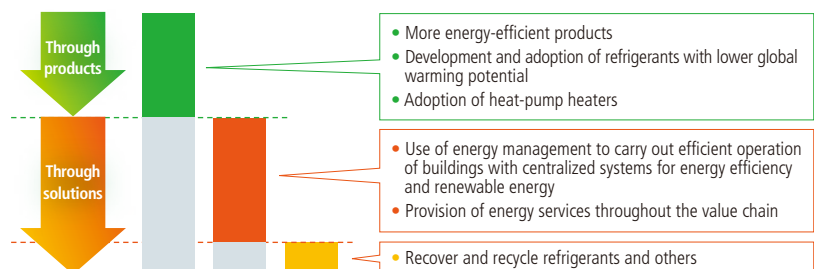 Through
products
• More energy-efficient products
• Development and adoption of refrigerants with lower global
warming potential
• Adoption of heat-pump heaters
Through
solutions
• Use of energy management to carry out efficient operation
of buildings with centralized systems for energy efficiency
and renewable energy
• Provision of energy services throughout the value chain
• Recover and recycle refrigerants and others